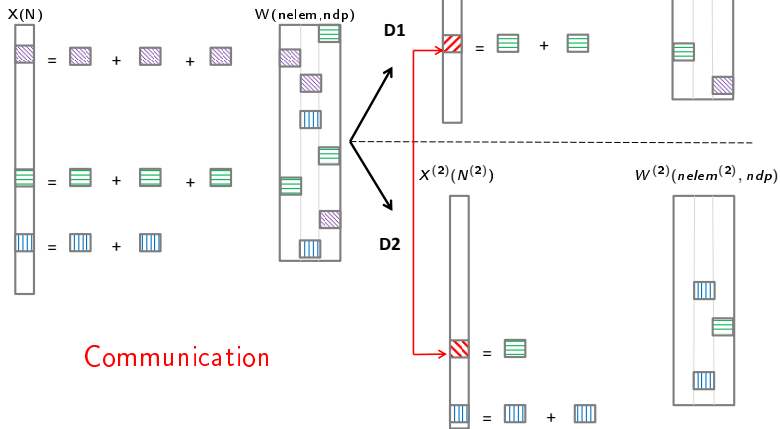 X(N)
W(nelem,ndp)
D1
= + +
= +
X^(2)(N^(2))
W^(2)(nelem^(2), ndp)
= + +
D2
= +
Communication
=
= +